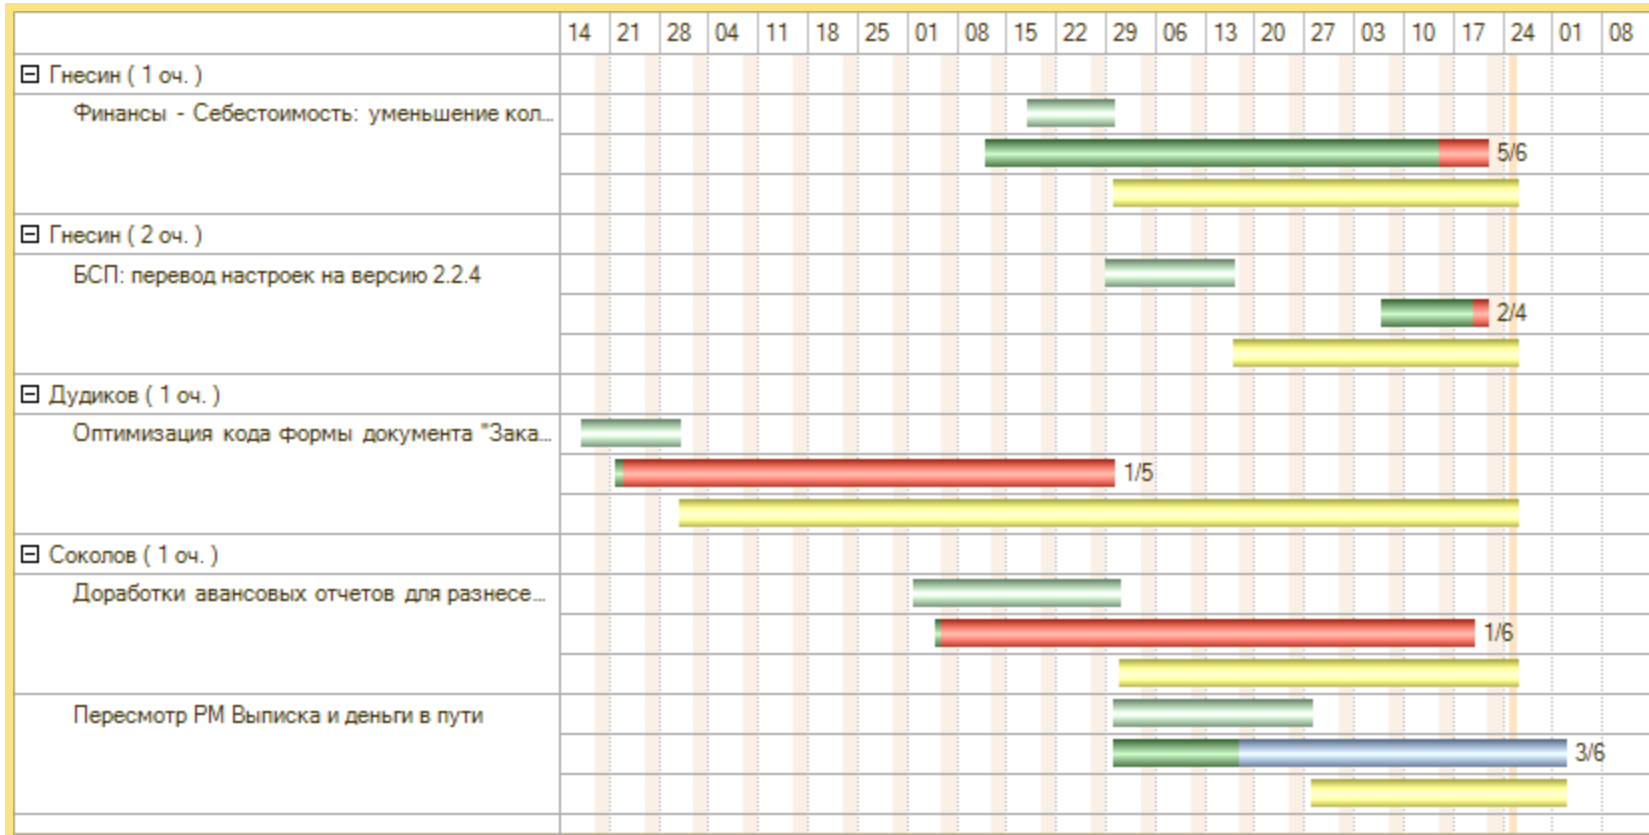 14 21 28 04 11 18 25 01 08 15 22 29 06 13 20 27 03 10 17 24 01 08
Гнесин ( 1 оч. )
Финансы - Себестоимость: уменьшение кол...
5/6
Гнесин ( 2 оч. )
БСП: перевод настроек на версию 2.2.4
2/4
Дудиков ( 1 оч. )
Оптимизация кода формы документа "Зака...
1/5
Соколов ( 1 оч. )
Доработки авансовых отчетов для разнесе...
1/6
Пересмотр РМ Выписка и деньги в пути
3/6